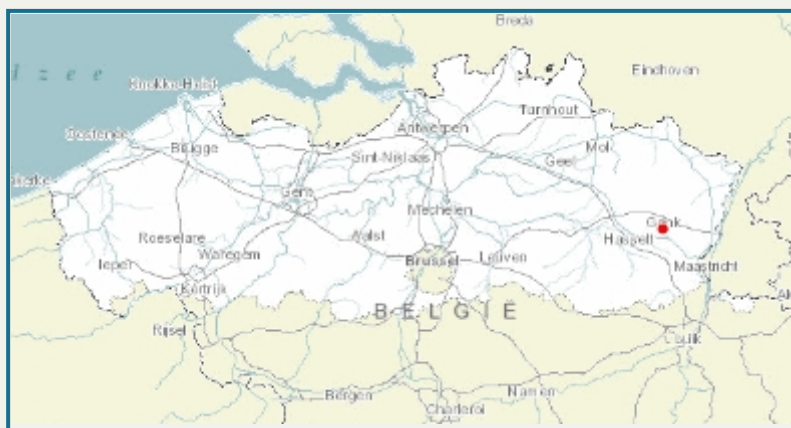 Breda
Zee
Eindhoven
Knokke-Heist
Turnhout
Antwerpen
Oostende
Mol
Brugge
Sint-Niklaas
Geel
Gent
Mechelen
Genk
Roeselare
Aalst
Hasselt
Waregem
Brussel
Leuven
Ieper
Maastricht
Kortrijk
BELGIË
Rijsel
Luik
Namen
Bergen
Charleroi